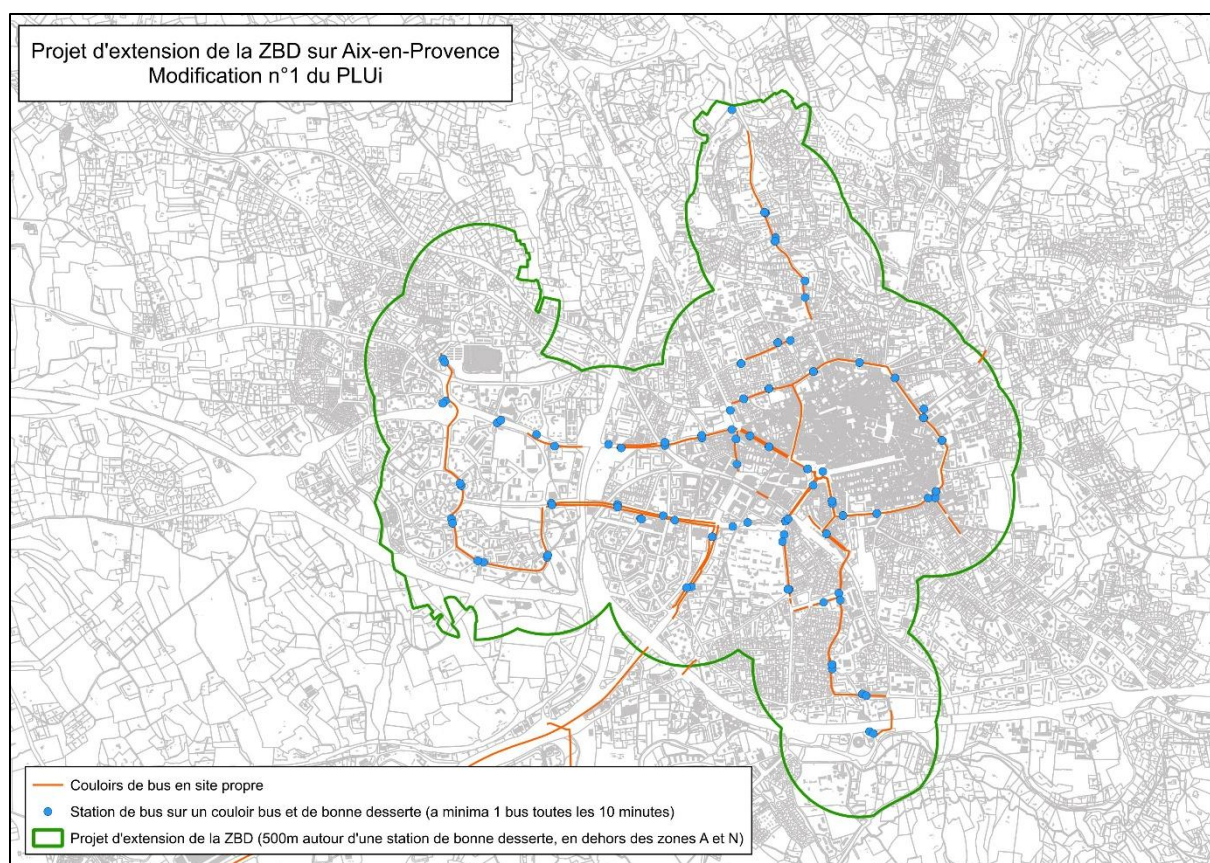 Projet d'extension de la ZBD sur Aix-en-Provence
Modification n°1 du PLUi
Couloirs de bus en site propre
Station de bus sur un couloir bus et de bonne desserte (a minima 1 bus toutes les 10 minutes)
Projet d'extension de la ZBD (500m autour d'une station de bonne desserte, en dehors des zones A et N)